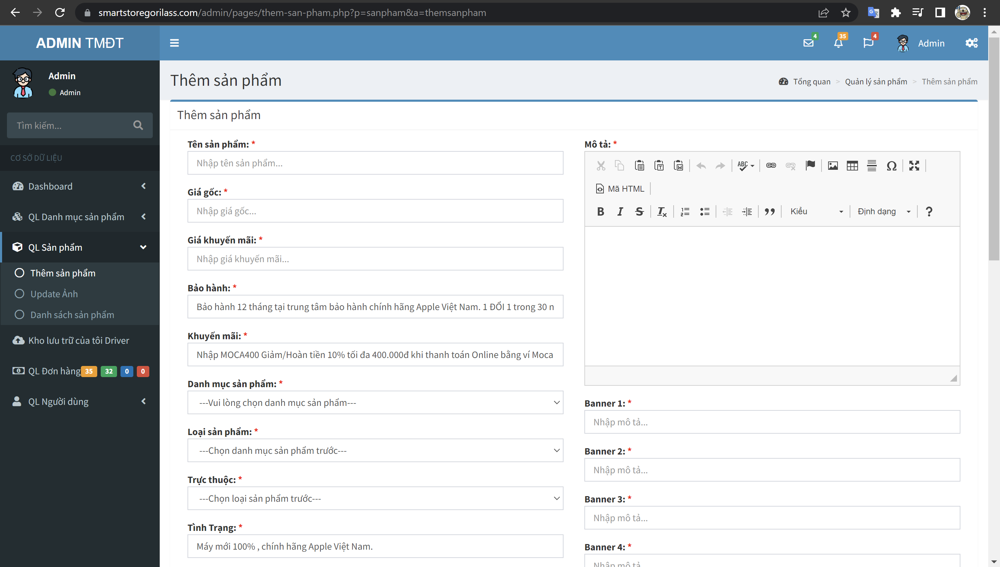 smartstoregorilass.com/admin/pages/them-san-pham.php?p=sanpham&a=themsanpham
ADMIN TMĐT
4
35
4
Admin
Admin
Admin
Tìm kiếm...
CƠ SỞ DỮ LIỆU
Dashboard
QL Danh mục sản phẩm
QL Sản phẩm
Thêm sản phẩm
Update Ảnh
Danh sách sản phẩm
Kho lưu trữ của tôi Driver
QL Đơn hàng 35 32 0 0
QL Người dùng
Thêm sản phẩm
Tổng quan > Quản lý sản phẩm > Thêm sản phẩm
Thêm sản phẩm
Tên sản phẩm: *
Nhập tên sản phẩm...
Giá gốc: *
Nhập giá gốc...
Giá khuyến mãi: *
Nhập giá khuyến mãi...
Bảo hành: *
Bảo hành 12 tháng tại trung tâm bảo hành chính hãng Apple Việt Nam. 1 ĐỔI 1 trong 30 n
Khuyến mãi: *
Nhập MOCA400 Giảm/Hoàn tiền 10% tối đa 400.000đ khi thanh toán Online bằng ví Moca
Danh mục sản phẩm: *
---Vui lòng chọn danh mục sản phẩm---
Loại sản phẩm: *
---Chọn danh mục sản phẩm trước---
Trực thuộc: *
---Chọn loại sản phẩm trước---
Tình Trạng: *
Máy mới 100% , chính hãng Apple Việt Nam.
Mô tả: *
ABC
Mã HTML
Kiểu
Định dạng
Banner 1: *
Nhập mô tả...
Banner 2: *
Nhập mô tả...
Banner 3: *
Nhập mô tả...
Banner 4: *
Nhập mô tả